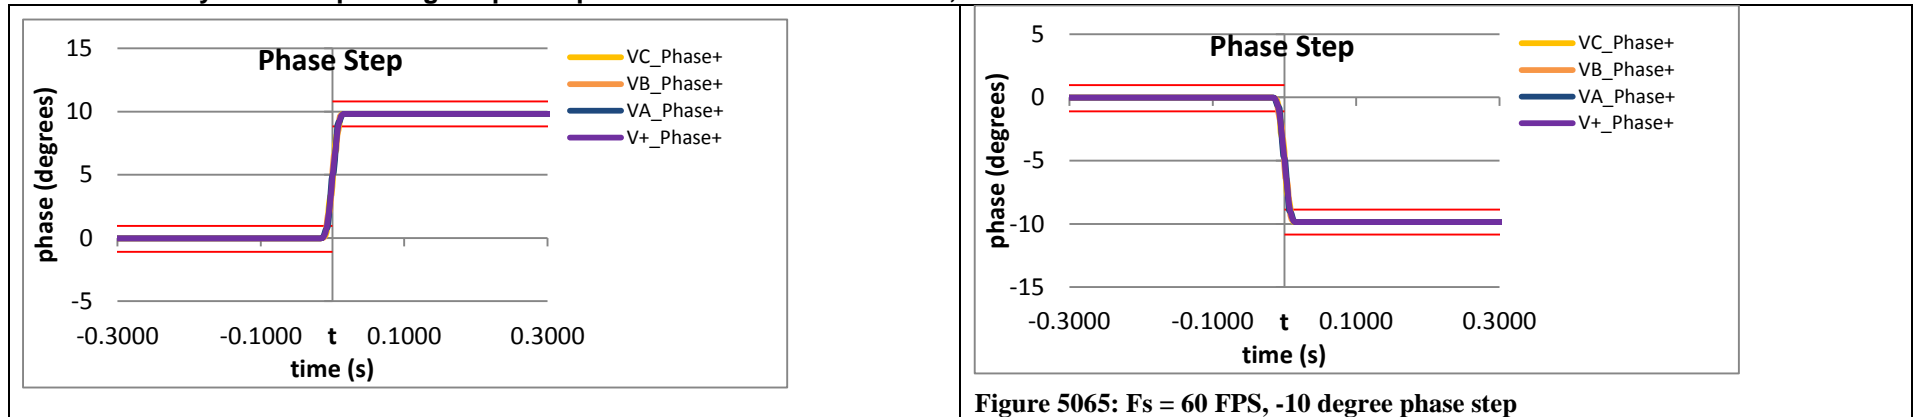 Phase Step
15
10
5
0
-5
phase (degrees)
-0.3000 -0.1000 t 0.1000 0.3000
time (s)
VC_Phase+
VB_Phase+
VA_Phase+
V+_Phase+
Phase Step
5
0
-5
-10
-15
phase (degrees)
-0.3000 -0.1000 t 0.1000 0.3000
time (s)
VC_Phase+
VB_Phase+
VA_Phase+
V+_Phase+
Figure 5065: Fs = 60 FPS, -10 degree phase step